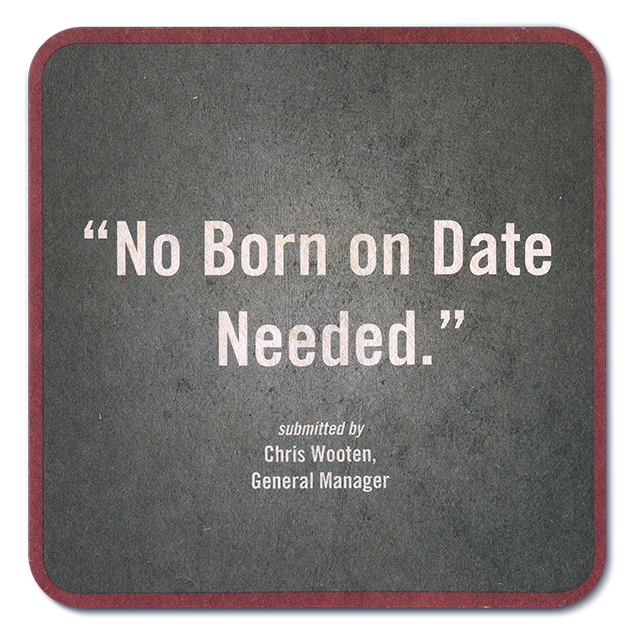 “No Born on Date
Needed.”
submitted by
Chris Wooten,
General Manager